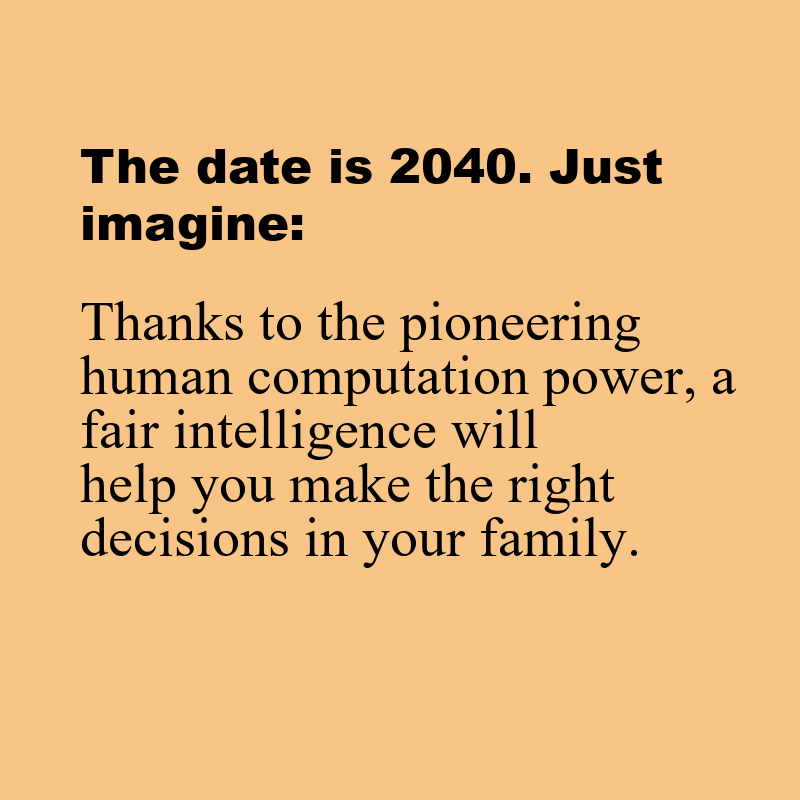 The date is 2040. Just
imagine:
Thanks to the pioneering
human computation power, a
fair intelligence will
help you make the right
decisions in your family.